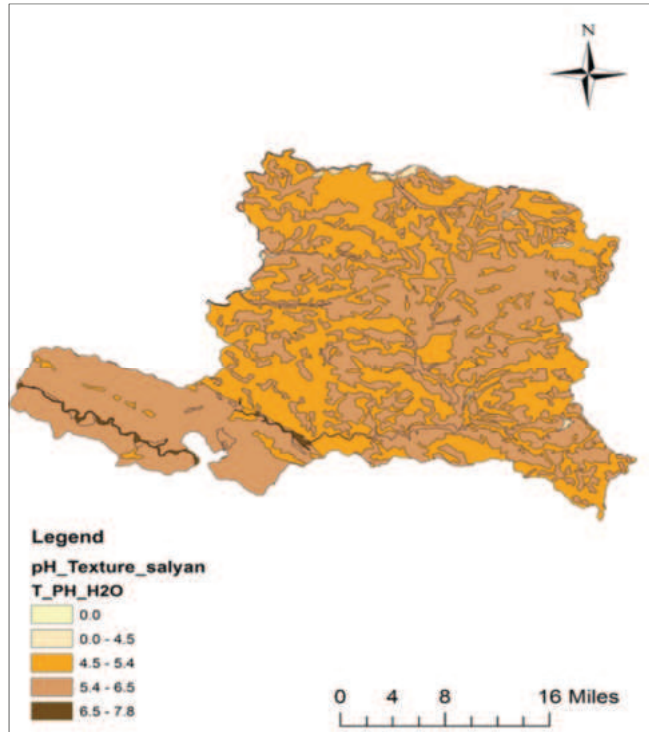 N
Legend
pH_Texture_salyan
T_PH_H2O
0.0
0.0 - 4.5
4.5 - 5.4
5.4 - 6.5
6.5 - 7.8
0 4 8 16 Miles